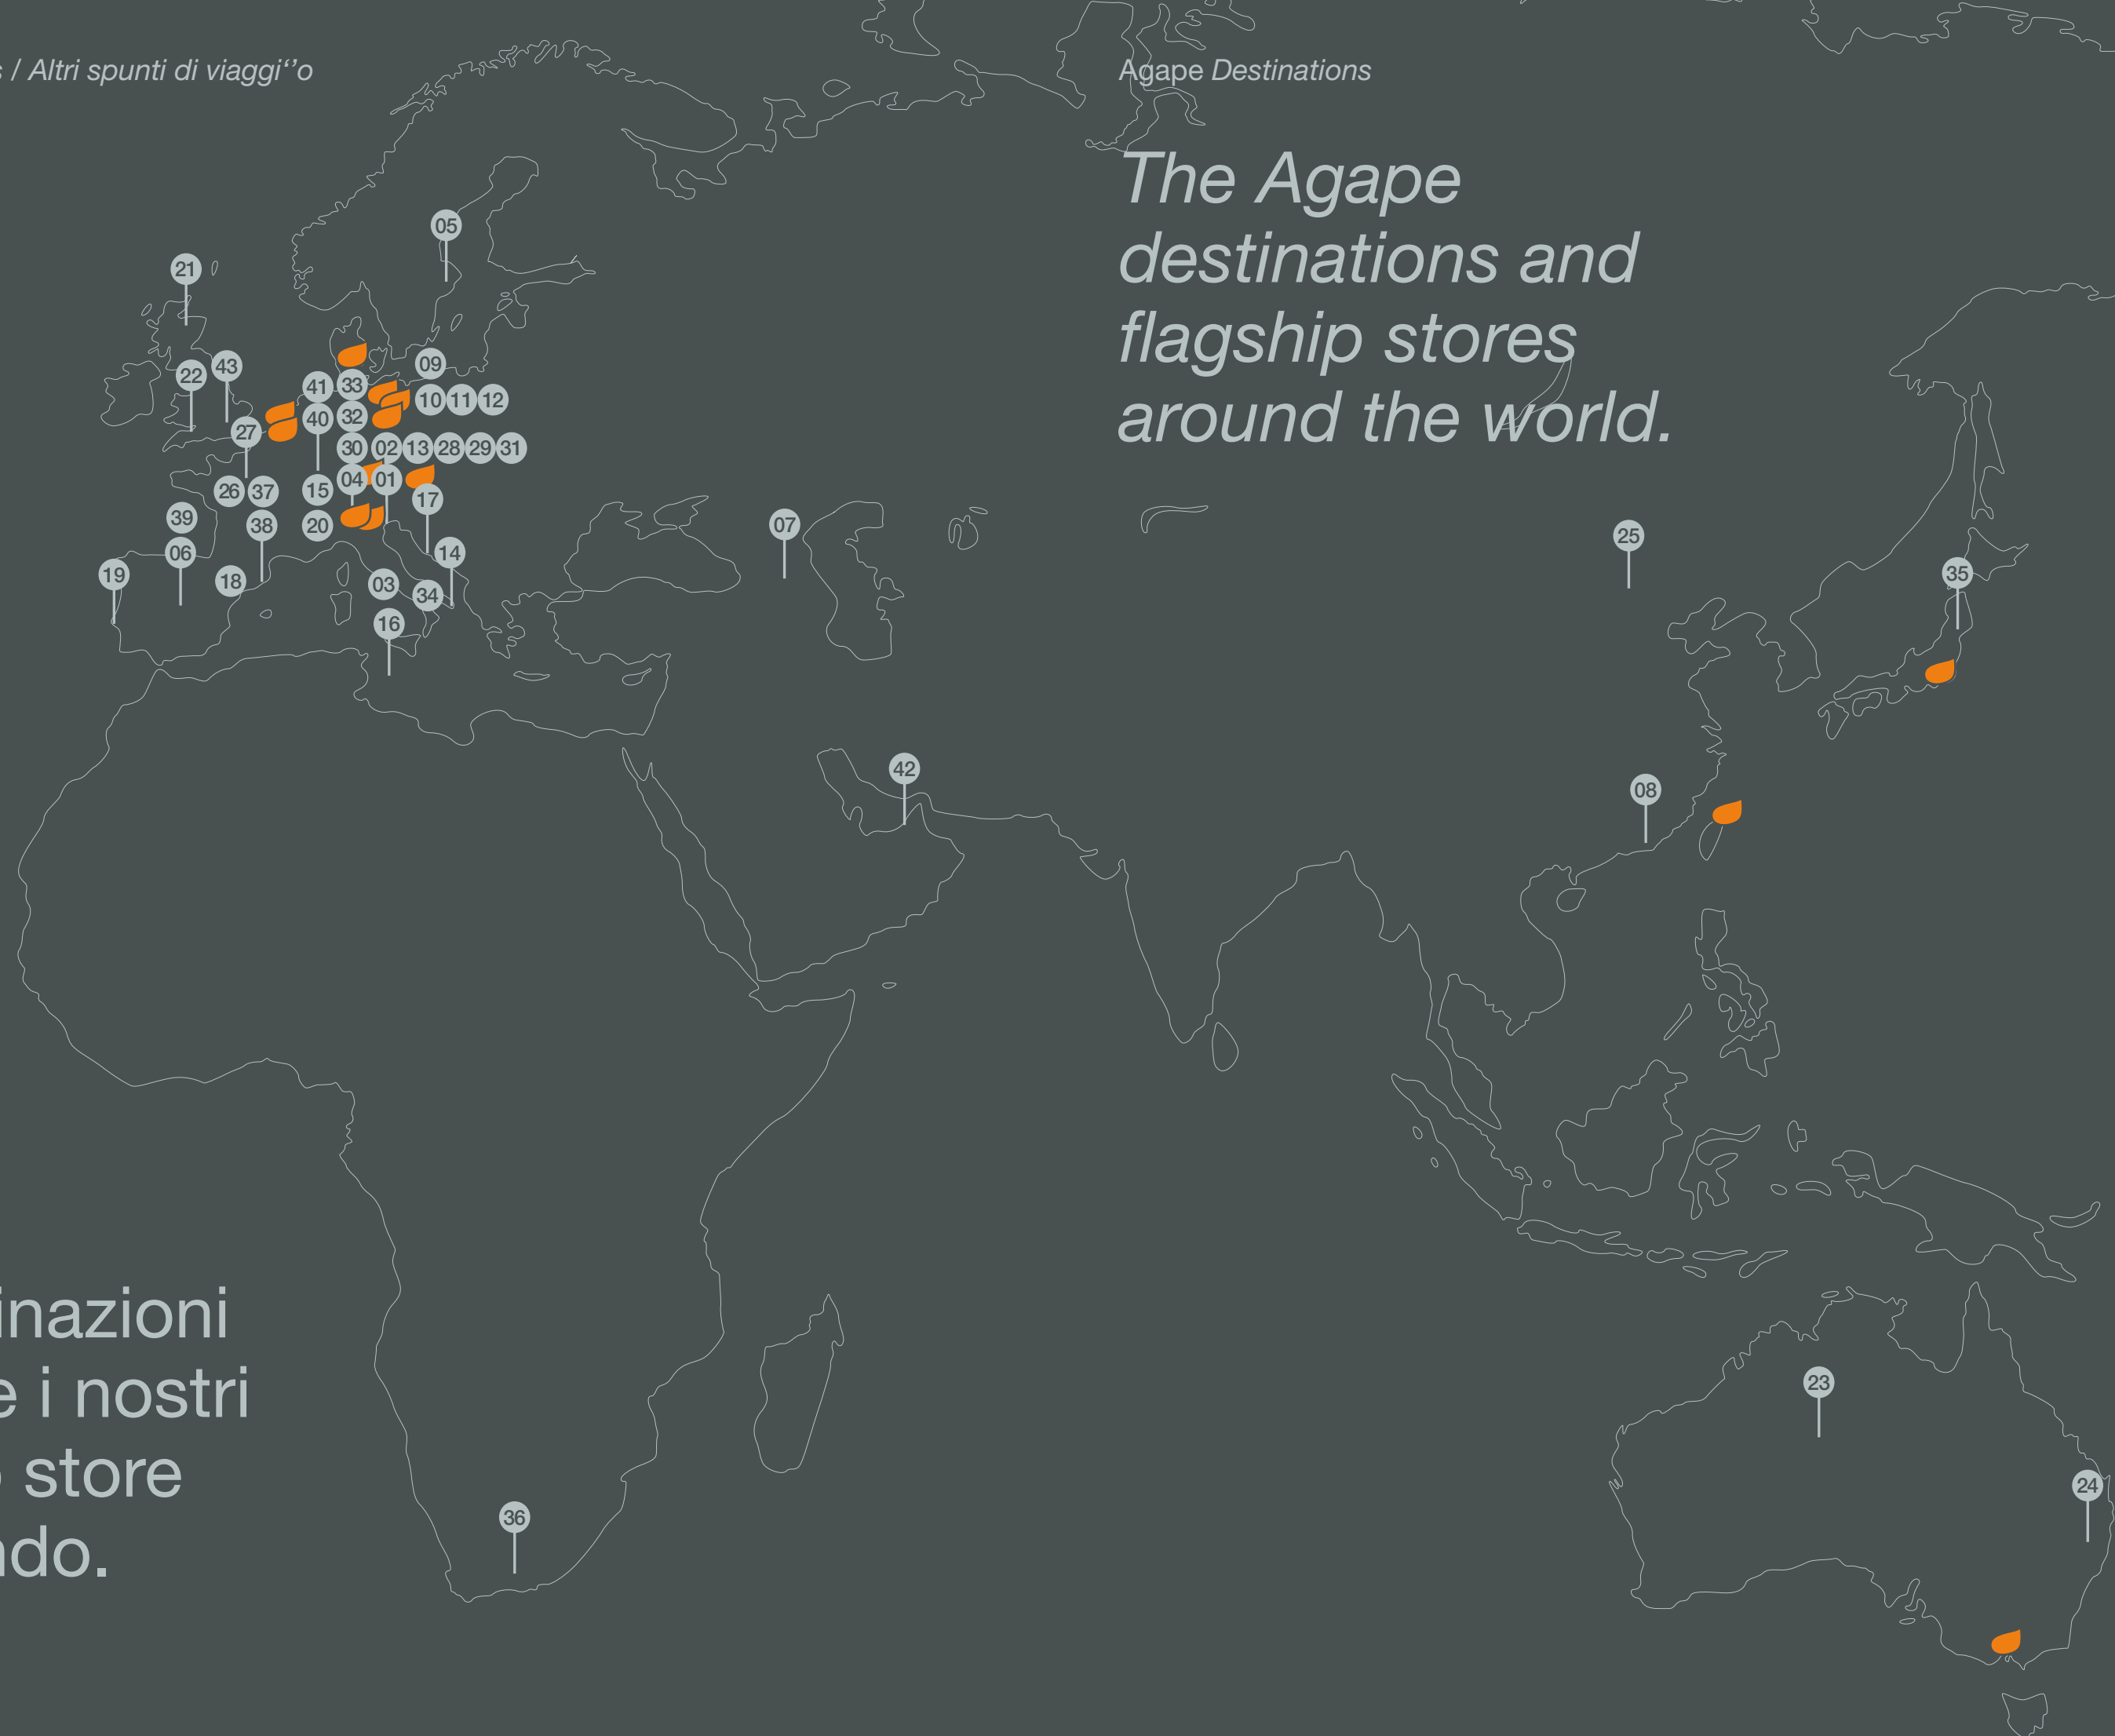 s / Altri spunti di viaggi‘’o
Agape Destinations
The Agape
destinations and
flagship stores
around the world.
05
21
43
22
09
41
33
10 11 12
40
32
27
30 02 13 28 29 31
04 01
26 37
15
17
39
38
20
07
25
06
14
19
18
03
34
35
16
42
08
inazioni
e i nostri
store
ndo.
23
24
36